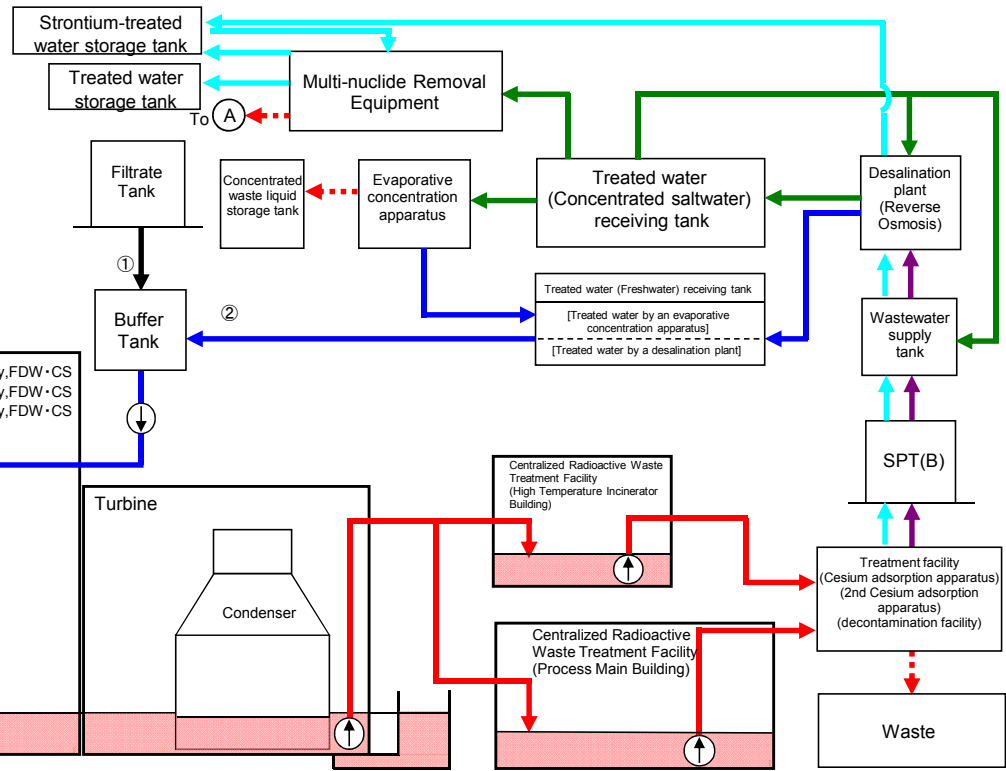 Strontium-treated
water storage tank
Treated water
storage tank
To A
Multi-nuclide Removal
Equipment
Filtrate
Tank
①
Concentrated
waste liquid
storage tank
Evaporative
concentration
apparatus
Treated water
(Concentrated saltwater)
receiving tank
Desalination
plant
(Reverse
Osmosis)
Buffer
Tank
②
Treated water (Freshwater) receiving tank
[Treated water by an evaporative
concentration apparatus]
[Treated water by a desalination plant]
Wastewater
supply
tank
y,FDW・CS
y,FDW・CS
y,FDW・CS
SPT(B)
Turbine
Condenser
Centralized Radioactive Waste
Treatment Facility
(High Temperature Incinerator
Building)
Centralized Radioactive
Waste Treatment Facility
(Process Main Building)
Treatment facility
(Cesium adsorption apparatus)
(2nd Cesium adsorption
apparatus)
(decontamination facility)
Waste